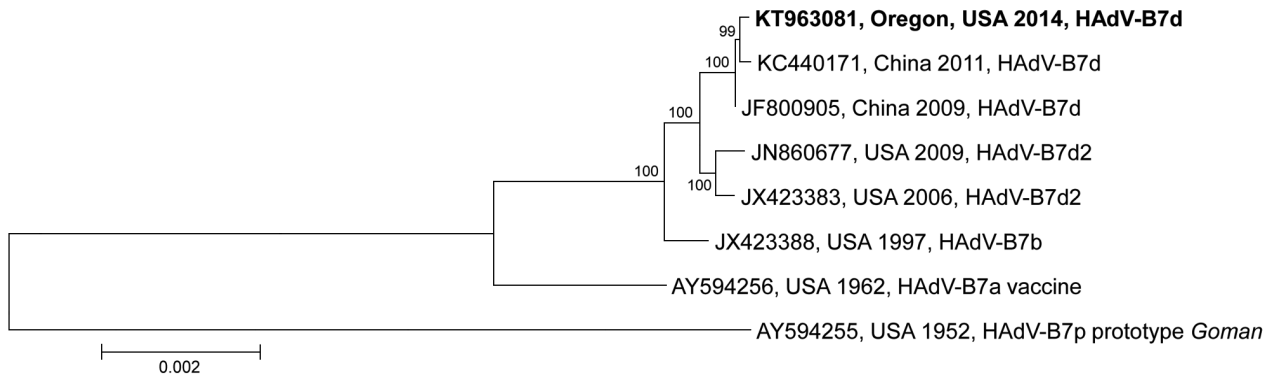 KT963081, Oregon, USA 2014, HAdV-B7d
99
KC440171, China 2011, HAdV-B7d
100
JF800905, China 2009, HAdV-B7d
100
JN860677, USA 2009, HAdV-B7d2
100
100
JX423383, USA 2006, HAdV-B7d2
JX423388, USA 1997, HAdV-B7b
AY594256, USA 1962, HAdV-B7a vaccine
AY594255, USA 1952, HAdV-B7p prototype Goman
0.002